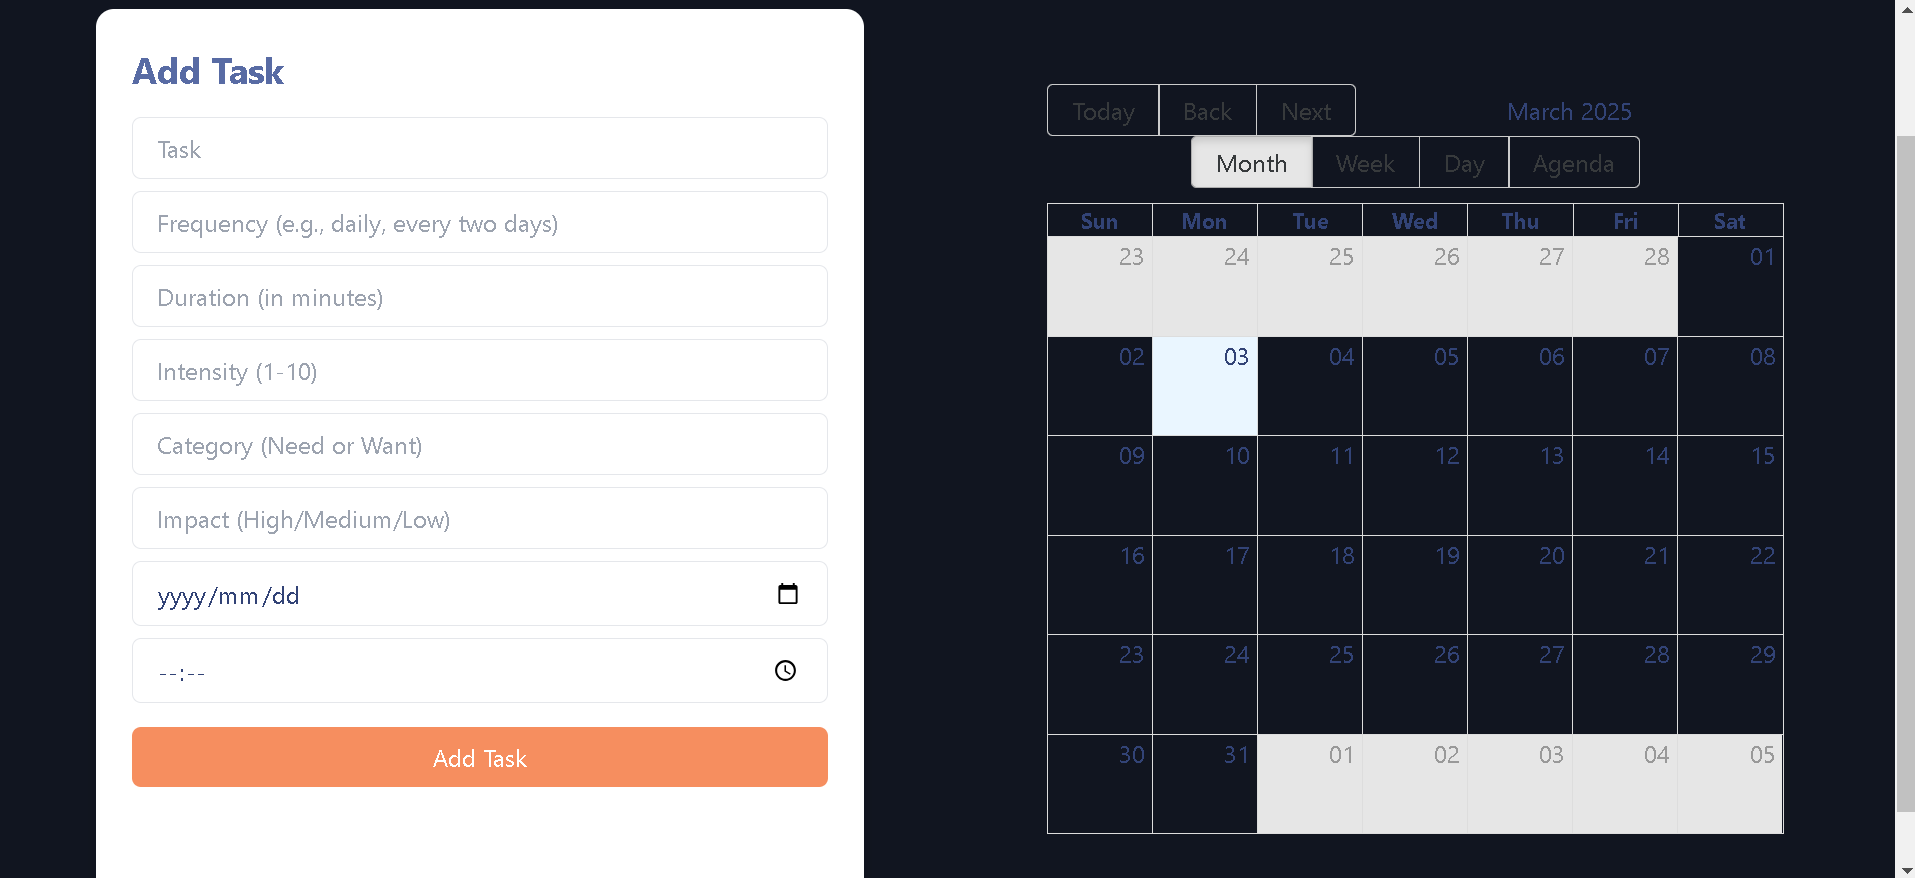 Add Task
Task
Frequency (e.g., daily, every two days)
Duration (in minutes)
Intensity (1-10)
Category (Need or Want)
Impact (High/Medium/Low)
yyyy/mm/dd
--:--
Add Task
Today Back Next March 2025
Month Week Day Agenda
Sun Mon Tue Wed Thu Fri Sat
23 24 25 26 27 28 01
02 03 04 05 06 07 08
09 10 11 12 13 14 15
16 17 18 19 20 21 22
23 24 25 26 27 28 29
30 31 01 02 03 04 05